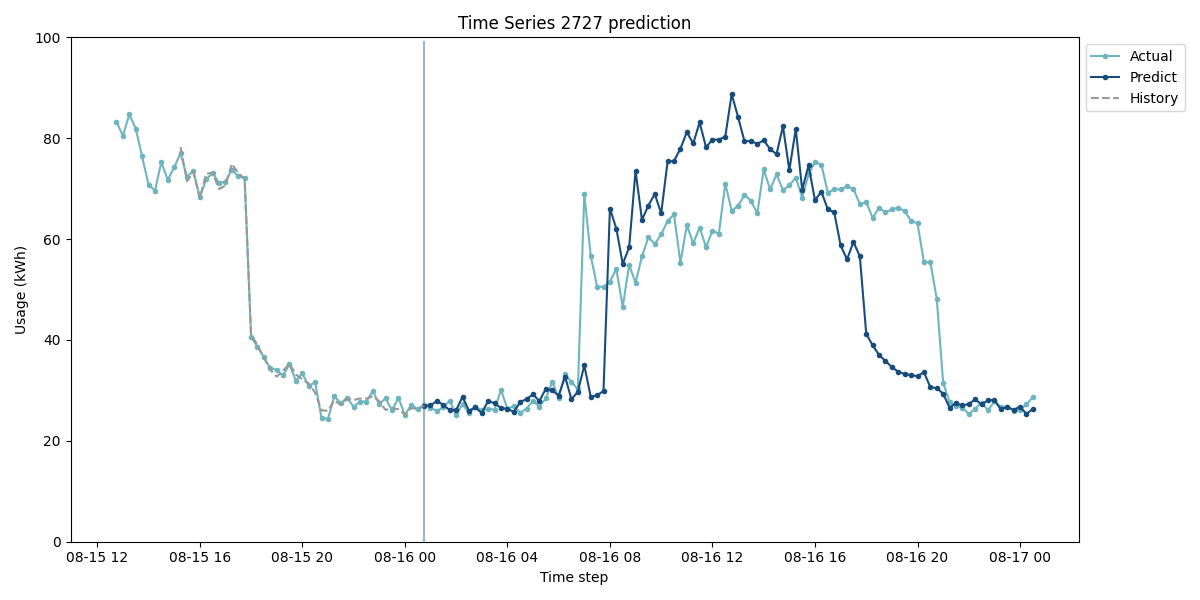 Time Series 2727 prediction
100
80
60
40
20
0
Usage (kWh)
08-15 12
08-15 16
08-15 20
08-16 00
08-16 04
08-16 08
08-16 12
08-16 16
08-16 20
08-17 00
Time step
Actual
Predict
History